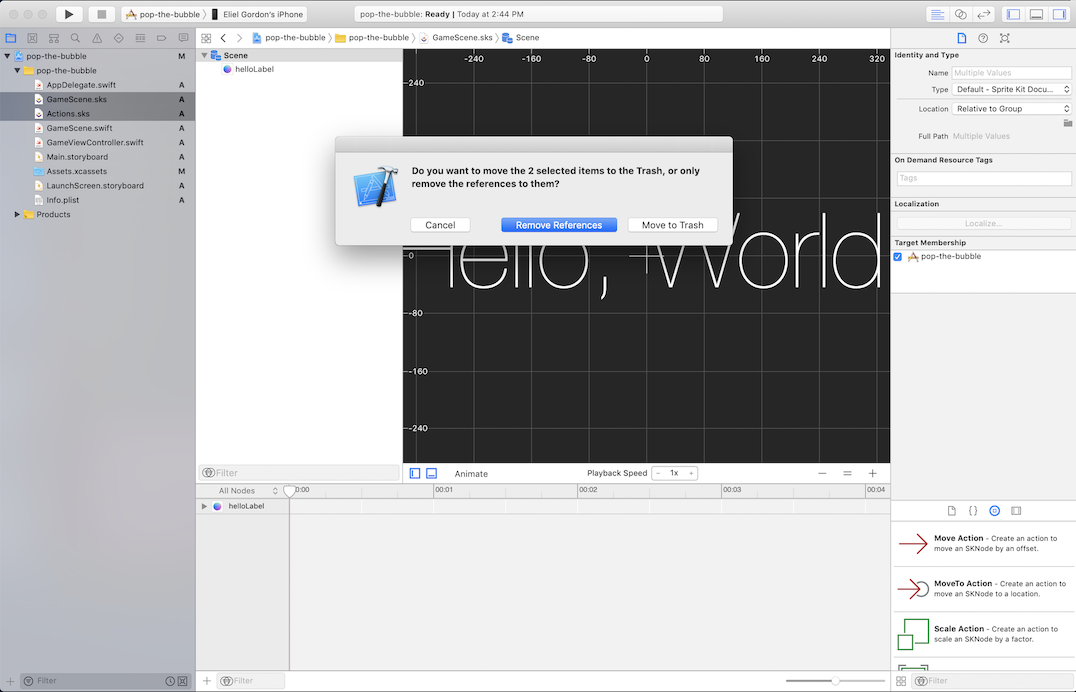 pop-the-bubble 〉 Eliel Gordon's iPhone
pop-the-bubble: Ready | Today at 2:44 PM
pop-the-bubble 〉 pop-the-bubble 〉 GameScene.sks 〉 Scene
pop-the-bubble M
pop-the-bubble
AppDelegate.swift A
GameScene.sks A
Actions.sks A
GameScene.swift A
GameViewController.swift A
Main.storyboard A
Assets.xcassets M
LaunchScreen.storyboard A
Info.plist A
Products
Filter
Scene
helloLabel
Filter
-240 -160 -80 0 80 160 240 320
240
Do you want to move the 2 selected items to the Trash, or only
remove the references to them?
Cancel Remove References Move to Trash
Hello, World
0
-80
-160
-240
Animate Playback Speed - 1x +
All Nodes 0:00 00:01 00:02 00:03 00:04
helloLabel
Filter
Identity and Type
Name Multiple Values
Type Default - Sprite Kit Docu...
Location Relative to Group
Full Path Multiple Values
On Demand Resource Tags
Tags
Localization
Localize...
Target Membership
pop-the-bubble
{ }
Move Action - Create an action to
move an SKNode by an offset.
MoveTo Action - Create an action to
move an SKNode to a location.
Scale Action - Create an action to
scale an SKNode by a factor.
Filter